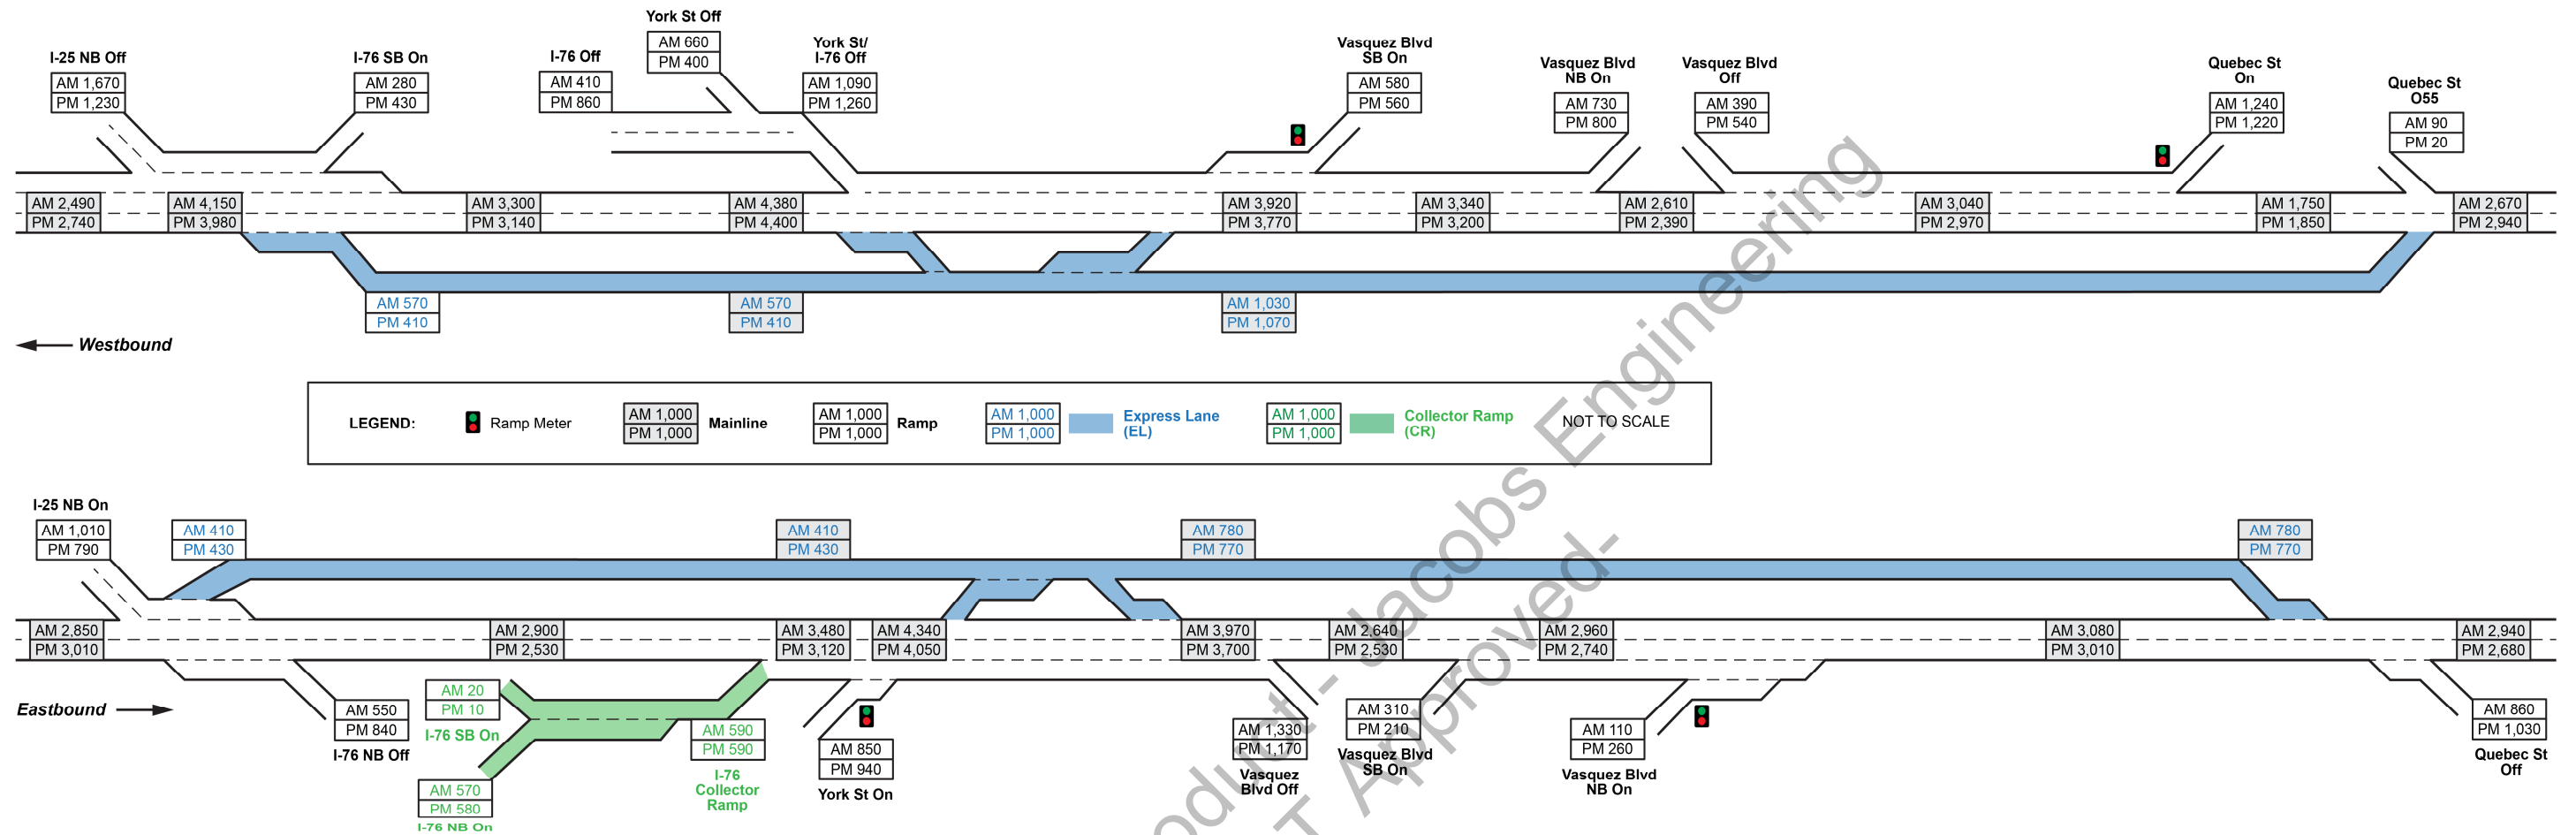 York St Off
AM 660
PM 400
I-25 NB Off
AM 1,670
PM 1,230
I-76 SB On
AM 280
PM 430
I-76 Off
AM 410
PM 860
York St/
I-76 Off
AM 1,090
PM 1,260
Vasquez Blvd
SB On
AM 580
PM 560
Vasquez Blvd
NB On
AM 730
PM 800
Vasquez Blvd
Off
AM 390
PM 540
Quebec St
On
AM 1,240
PM 1,220
Quebec St
O55
AM 90
PM 20
AM 2,490
PM 2,740
AM 4,150
PM 3,980
AM 3,300
PM 3,140
AM 4,380
PM 4,400
AM 3,920
PM 3,770
AM 3,340
PM 3,200
AM 2,610
PM 2,390
AM 3,040
PM 2,970
AM 1,750
PM 1,850
AM 2,670
PM 2,940
AM 570
PM 410
AM 570
PM 410
AM 1,030
PM 1,070
Westbound
LEGEND:
Ramp Meter
AM 1,000
PM 1,000
Mainline
AM 1,000
PM 1,000
Ramp
AM 1,000
PM 1,000
Express Lane
(EL)
AM 1,000
PM 1,000
Collector Ramp
(CR)
NOT TO SCALE
I-25 NB On
AM 1,010
PM 790
AM 410
PM 430
AM 410
PM 430
AM 780
PM 770
AM 780
PM 770
AM 2,850
PM 3,010
AM 2,900
PM 2,530
AM 3,480
PM 3,120
AM 4,340
PM 4,050
AM 3,970
PM 3,700
AM 2,640
PM 2,530
AM 2,960
PM 2,740
AM 3,080
PM 3,010
AM 2,940
PM 2,680
Eastbound
AM 550
PM 840
I-76 NB Off
AM 20
PM 10
I-76 SB On
AM 570
PM 580
I-76 NB On
AM 590
PM 590
I-76
Collector
Ramp
AM 850
PM 940
York St On
AM 1,330
PM 1,170
Vasquez
Blvd Off
AM 310
PM 210
Vasquez Blvd
SB On
AM 110
PM 260
Vasquez Blvd
NB On
AM 860
PM 1,030
Quebec St
Off
- Jacobs Engineering
Approved-